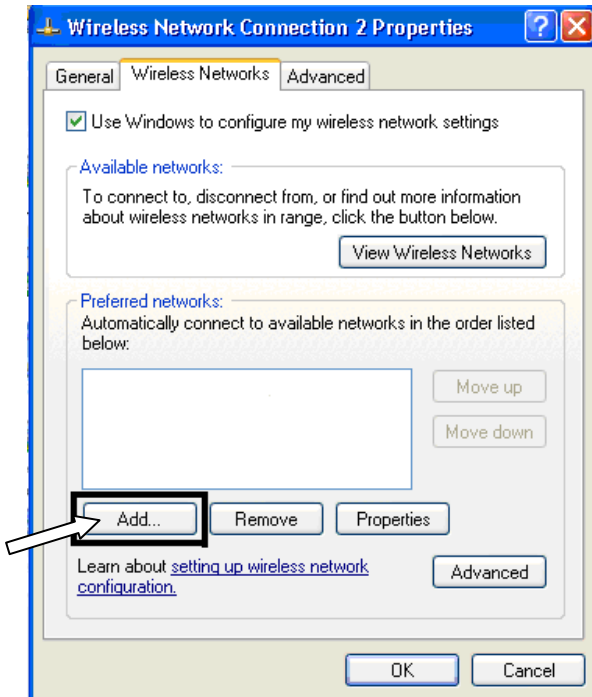 Wireless Network Connection 2 Properties
General Wireless Networks Advanced
Use Windows to configure my wireless network settings
Available networks:
To connect to, disconnect from, or find out more information
about wireless networks in range, click the button below.
View Wireless Networks
Preferred networks:
Automatically connect to available networks in the order listed
below:
Move up
Move down
Add... Remove Properties
Learn about setting up wireless network
configuration.
Advanced
OK Cancel